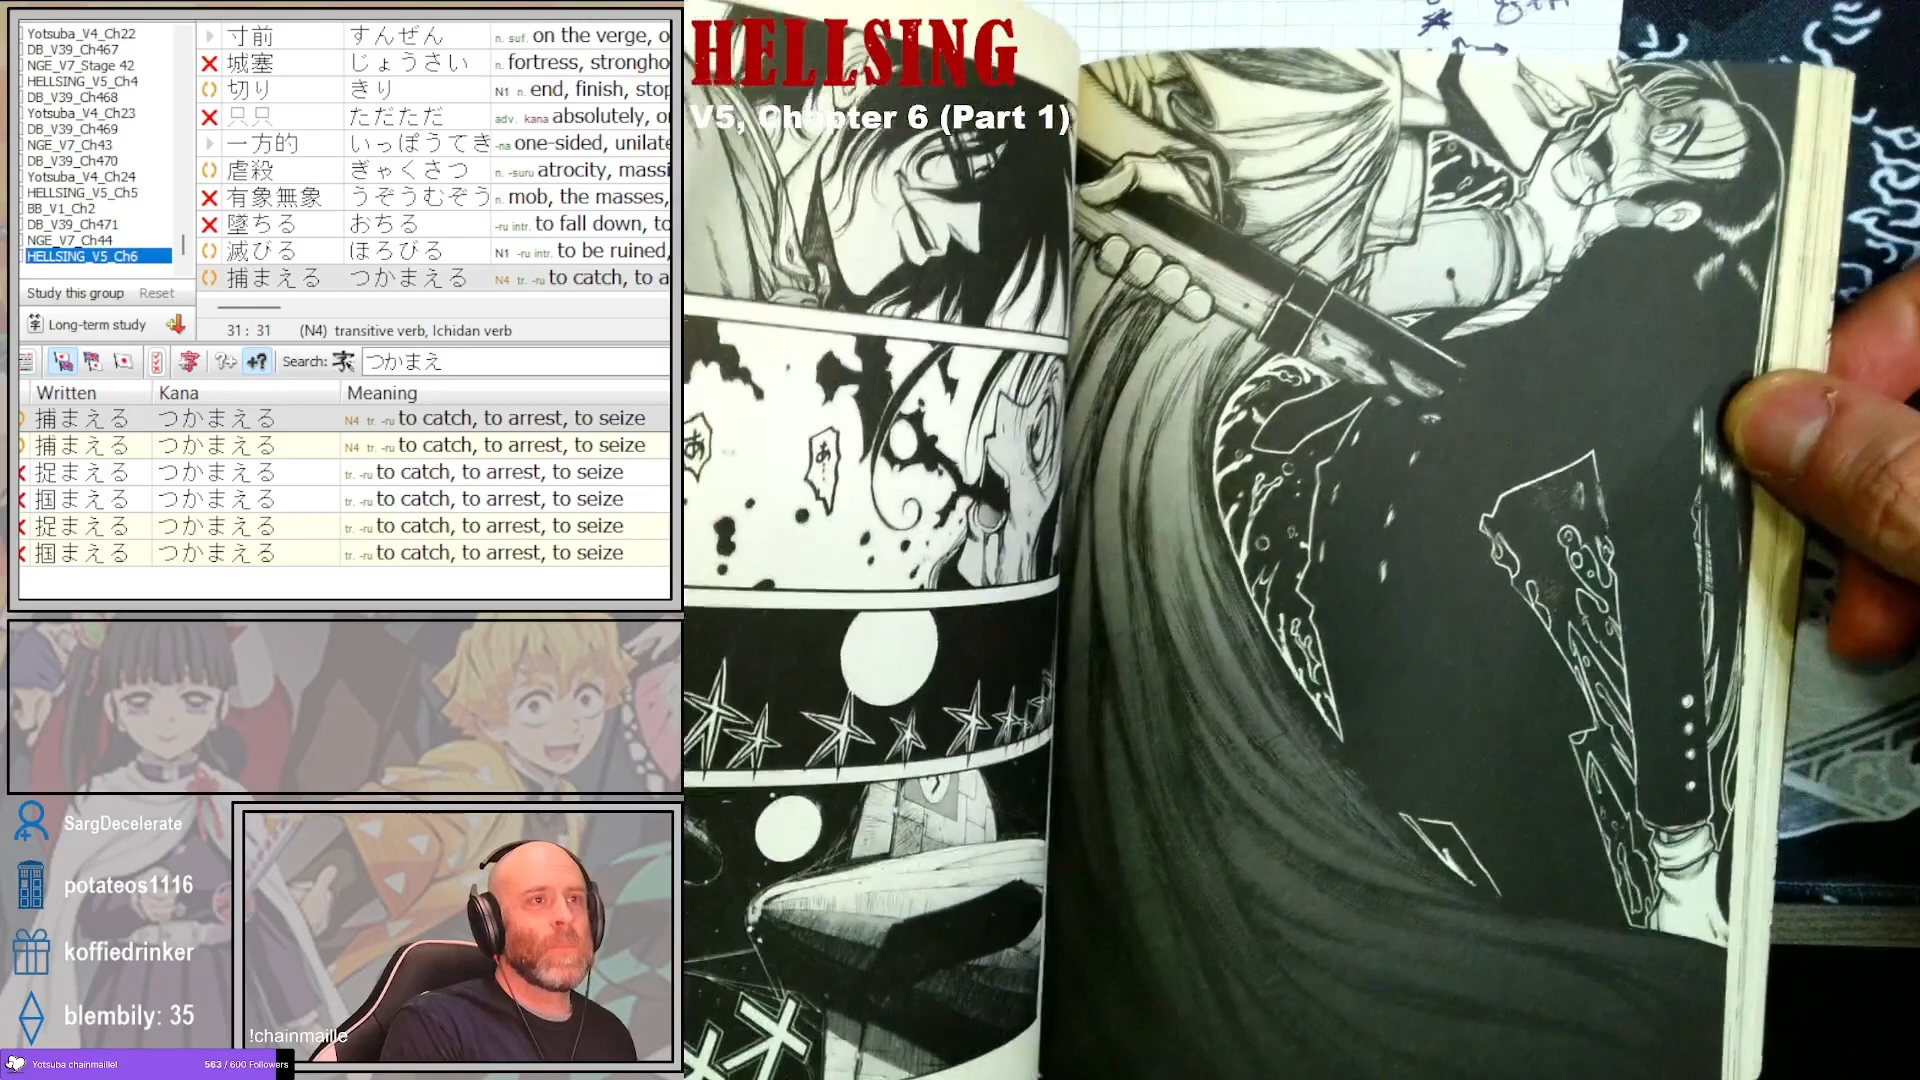 Yotsuba_V4_Ch22
DB_V39_Ch467
NGE_V7_Stage 42
HELLSING_V5_Ch4
DB_V39_Ch468
Yotsuba_V4_Ch23
DB_V39_Ch469
NGE_V7_Ch43
DB_V39_Ch470
Yotsuba_V4_Ch24
HELLSING_V5_Ch5
BB_V1_Ch2
DB_V39_Ch471
NGE_V7_Ch44
HELLSING_V5_Ch6
Study this group Reset
Long-term study
寸前 すんぜん n. suf. on the verge, o
城塞 じょうさい n. fortress, strongho
切り きり N1 n. end, finish, stop
只只 ただただ adv. kana absolutely, o
一方的 いっぽうてき -na one-sided, unilate
虐殺 ぎゃくさつ n. -suru atrocity, massa
有象無象 うぞうむぞう n. mob, the masses,
墜ちる おちる -ru intr. to fall down, to
滅びる ほろびる N1 -ru intr. to be ruined,
捕まえる つかまえる N4 tr. -ru to catch, to a
31: 31 (N4) transitive verb, Ichidan verb
Search: つかまえ
Written Kana Meaning
捕まえる つかまえる N4 tr. -ru to catch, to arrest, to seize
捕まえる つかまえる N4 tr. -ru to catch, to arrest, to seize
捉まえる つかまえる tr. -ru to catch, to arrest, to seize
掴まえる つかまえる tr. -ru to catch, to arrest, to seize
捉まえる つかまえる tr. -ru to catch, to arrest, to seize
掴まえる つかまえる tr. -ru to catch, to arrest, to seize
HELLSING
V5, Chapter 6 (Part 1)
あ
あ…
SargDecelerate
potateos1116
koffiedrinker
blembily: 35
!chainmaille
Yotsuba chainmaille! 563 / 600 Followers